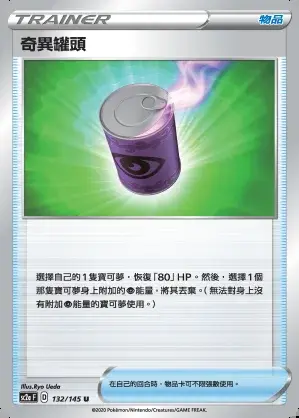 TRAINER
物品
奇異罐頭
選擇自己的1隻寶可夢,恢復「80」HP。然後,選擇1個
那隻寶可夢身上附加的能量,將其丟棄。(無法對身上沒
有附加能量的寶可夢使用。)
Illus.Ryo Ueda
SC2a F D 132/145 U
在自己的回合時,物品卡可不限張數使用。
©2020 Pokémon/Nintendo/Creatures/GAME FREAK.